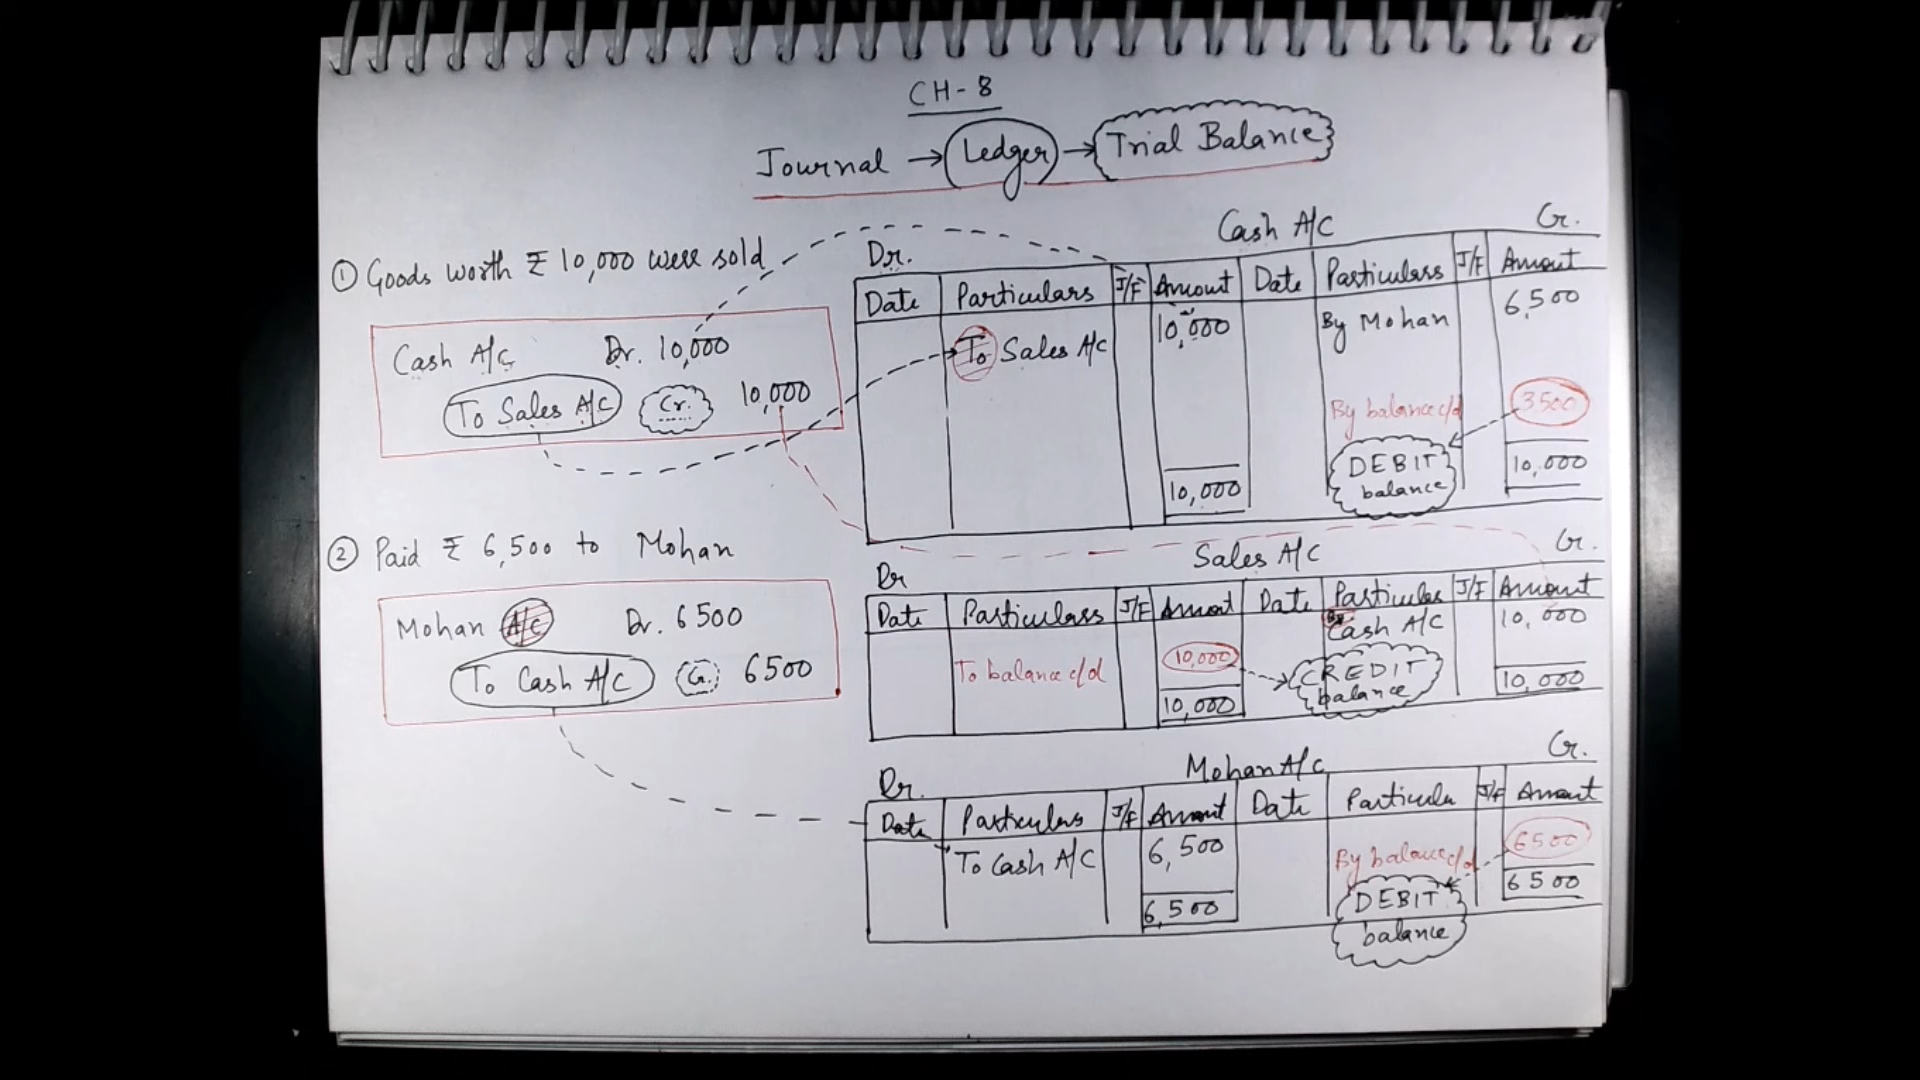 CH-8
Journal → Ledger → Trial Balance
① Goods worth ₹ 10,000 were sold
Cash A/C Dr. 10,000
To Sales A/C Cr. 10,000
② Paid ₹ 6,500 to Mohan
Mohan A/C Dr. 6500
To Cash A/C Cr. 6500
Cash A/C
Dr. Cr.
Date Particulars J/F Amount Date Particulars J/F Amount
To Sales A/C 10,000 By Mohan 6,500
By balance c/d 3500
DEBIT
balance
10,000 10,000
Sales A/C
Dr Cr.
Date Particulars J/F Amount Date Particulars J/F Amount
By Cash A/C 10,000
To balance c/d 10,000
CREDIT
balance
10,000 10,000
Mohan A/C
Dr. Cr.
Date Particulars J/F Amount Date Particula J/F Amount
To Cash A/C 6,500 By balance c/d 6500
DEBIT
balance
6,500 6500